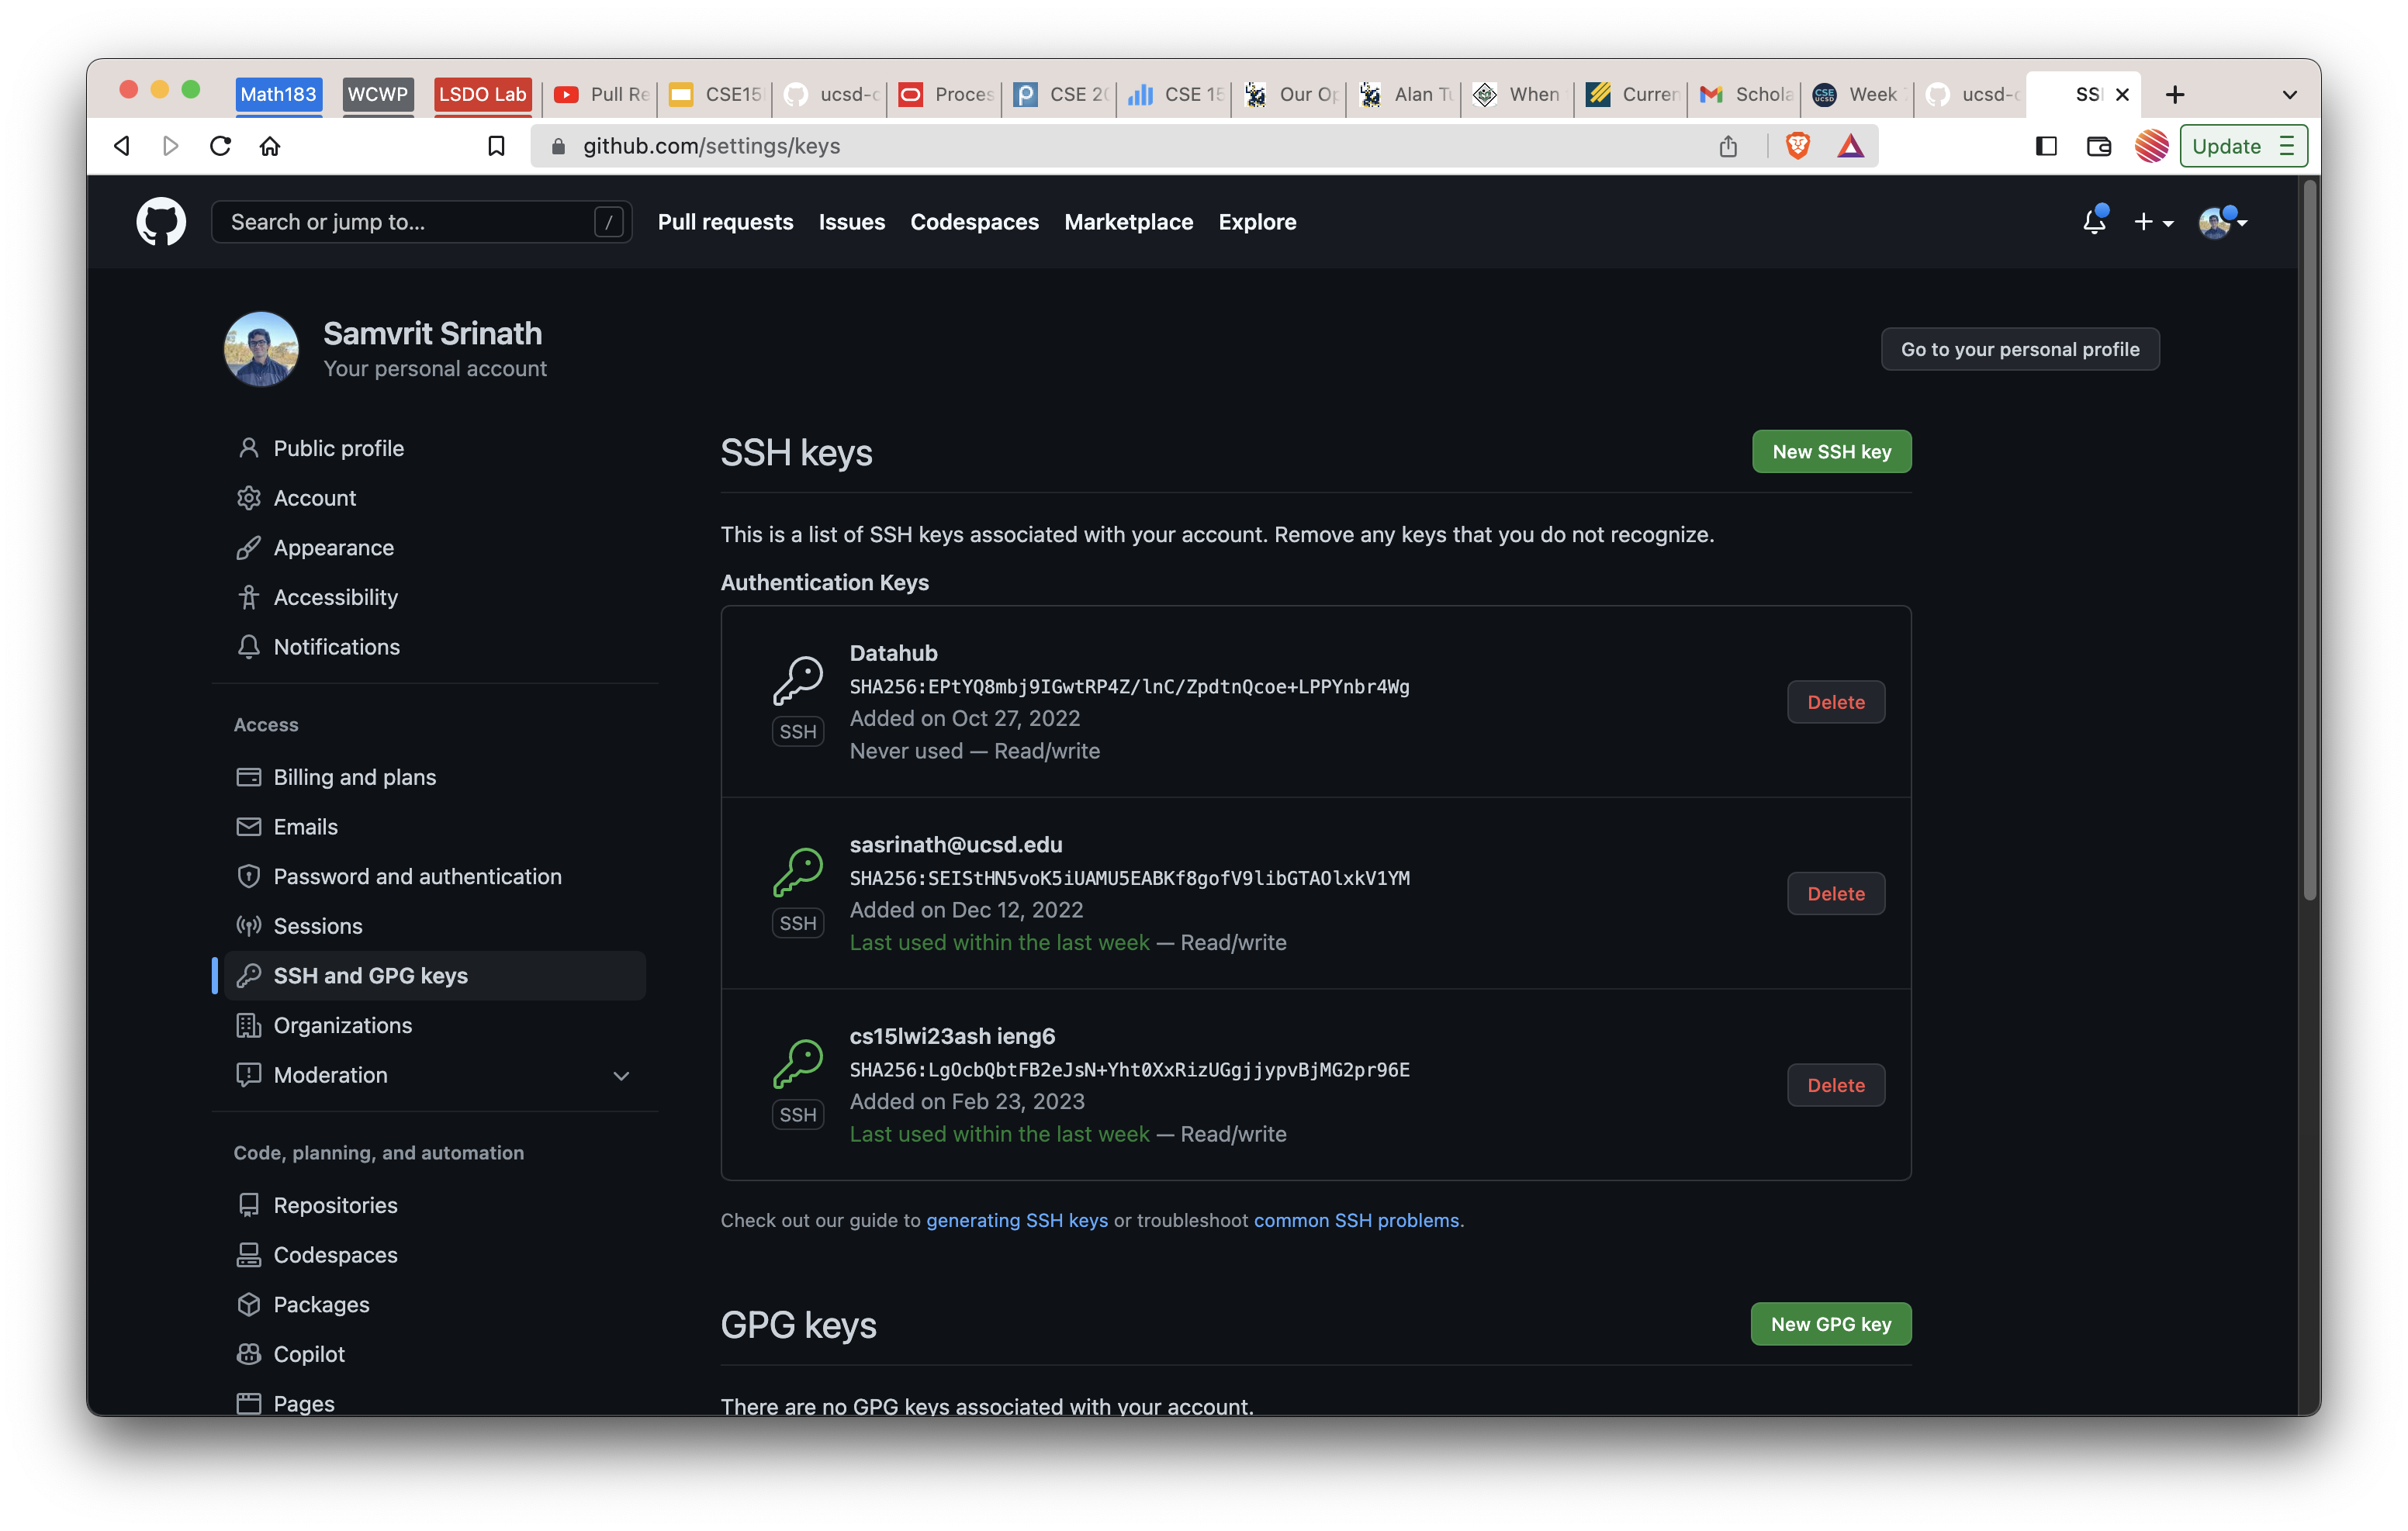 Math183
WCWP
LSDO Lab
Pull Re
CSE15
ucsd-c
Proces
CSE 20
CSE 15
Our Op
Alan Tu
When
Curren
Schola
Week
ucsd-c
SSI
github.com/settings/keys
Update
Search or jump to...
/
Pull requests
Issues
Codespaces
Marketplace
Explore
Samvrit Srinath
Your personal account
Go to your personal profile
Public profile
Account
Appearance
Accessibility
Notifications
Access
Billing and plans
Emails
Password and authentication
Sessions
SSH and GPG keys
Organizations
Moderation
Code, planning, and automation
Repositories
Codespaces
Packages
Copilot
Pages
SSH keys
New SSH key
This is a list of SSH keys associated with your account. Remove any keys that you do not recognize.
Authentication Keys
Datahub
SHA256:EPtYQ8mbj9IGwtRP4Z/lnC/ZpdtnQcoe+LPPYnbr4Wg
Added on Oct 27, 2022
Never used — Read/write
SSH
Delete
sasrinath@ucsd.edu
SHA256:SEIStHN5voK5iUAMU5EABKf8gofV9libGTAOlxkV1YM
Added on Dec 12, 2022
Last used within the last week — Read/write
SSH
Delete
cs15lwi23ash ieng6
SHA256:LgOcbQbtFB2eJsN+Yht0XxRizUGgjjypvBjMG2pr96E
Added on Feb 23, 2023
Last used within the last week — Read/write
SSH
Delete
Check out our guide to generating SSH keys or troubleshoot common SSH problems.
GPG keys
New GPG key
There are no GPG keys associated with your account.